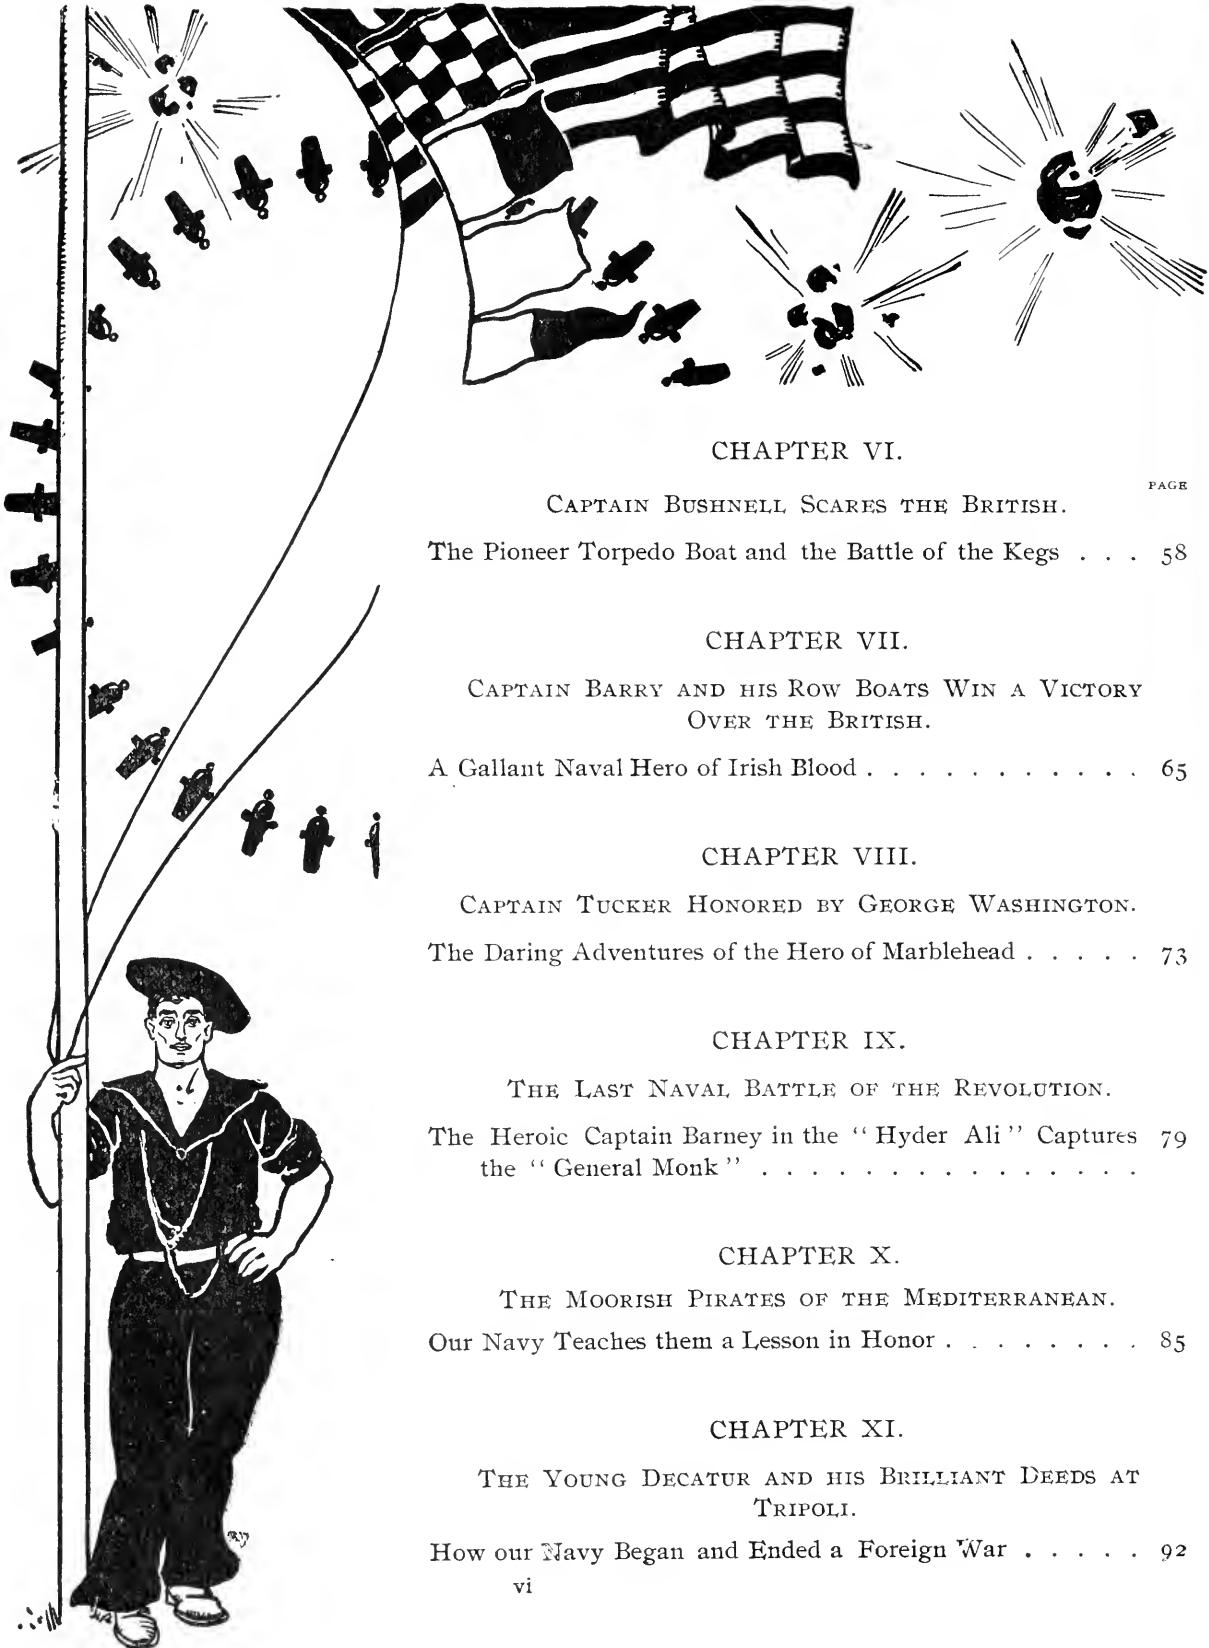 CHAPTER VI.
PAGE
CAPTAIN BUSHNELL SCARES THE BRITISH.
The Pioneer Torpedo Boat and the Battle of the Kegs . . . 58
CHAPTER VII.
CAPTAIN BARRY AND HIS ROW BOATS WIN A VICTORY
OVER THE BRITISH.
A Gallant Naval Hero of Irish Blood . . . . . . . . . . . 65
CHAPTER VIII.
CAPTAIN TUCKER HONORED BY GEORGE WASHINGTON.
The Daring Adventures of the Hero of Marblehead . . . . . 73
CHAPTER IX.
THE LAST NAVAL BATTLE OF THE REVOLUTION.
The Heroic Captain Barney in the “Hyder Ali” Captures 79
the “General Monk” . . . . . . . . . . . . . . .
CHAPTER X.
THE MOORISH PIRATES OF THE MEDITERRANEAN.
Our Navy Teaches them a Lesson in Honor . . . . . . . . 85
CHAPTER XI.
THE YOUNG DECATUR AND HIS BRILLIANT DEEDS AT
TRIPOLI.
How our Navy Began and Ended a Foreign War . . . . . 92
vi